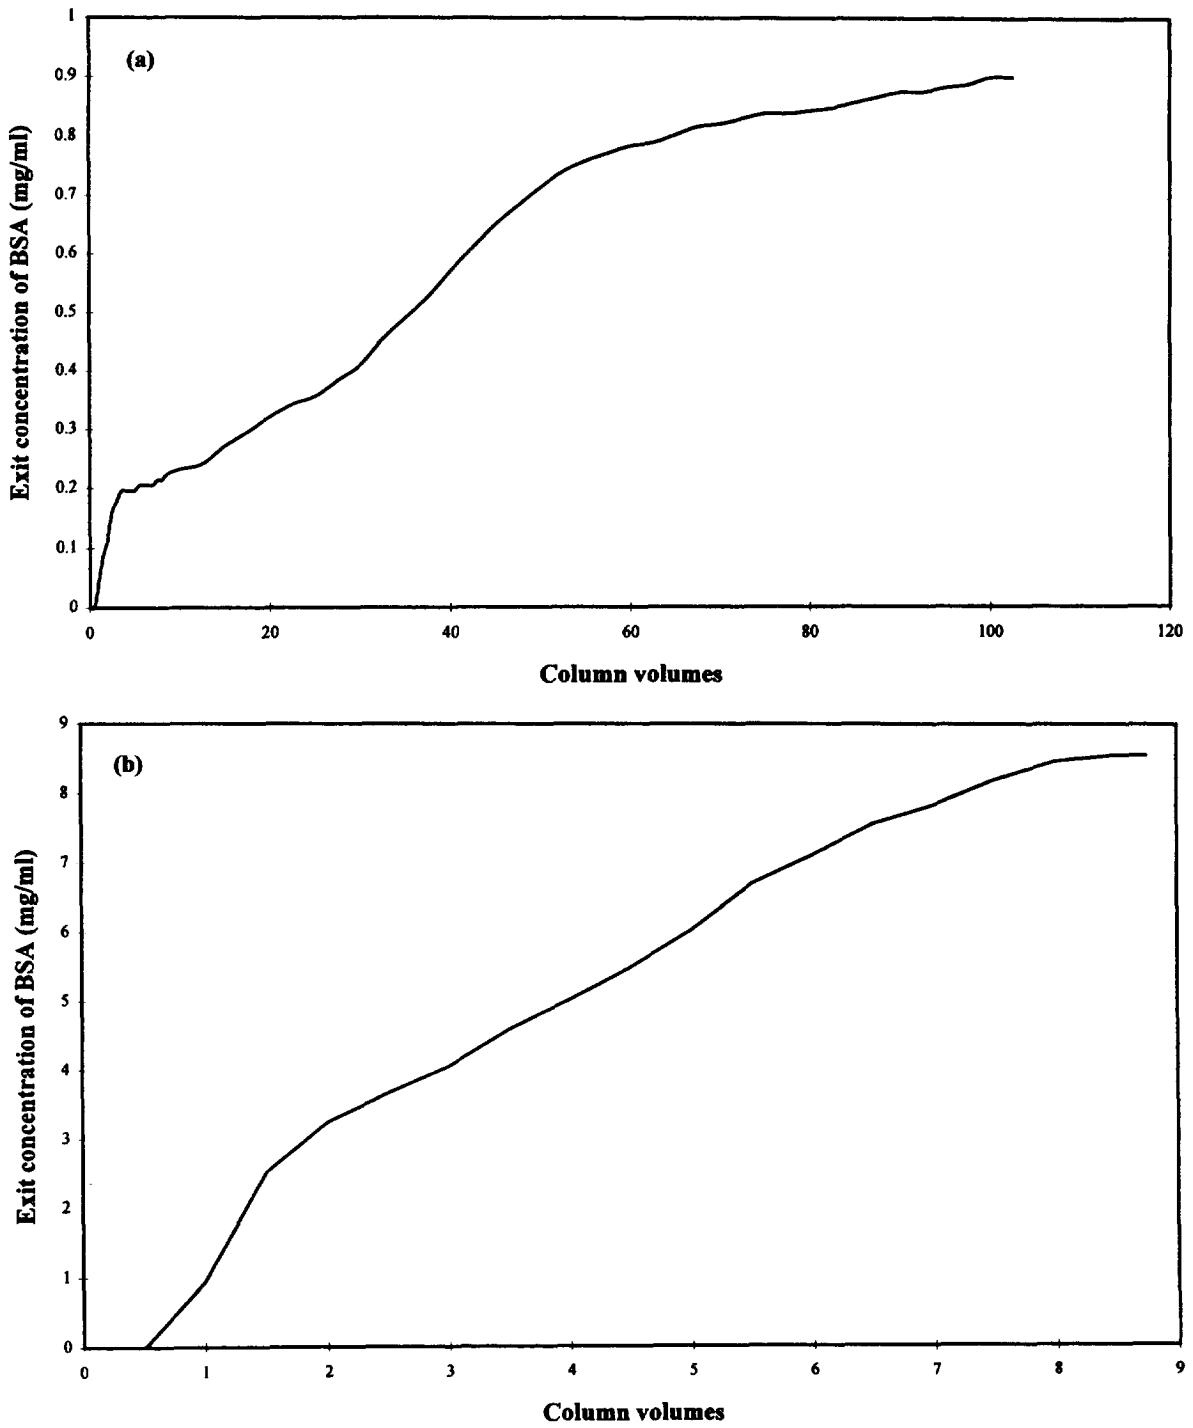 (a)
Exit concentration of BSA (mg/ml)
1
0.9
0.8
0.7
0.6
0.5
0.4
0.3
0.2
0.1
0
0 20 40 60 80 100 120
Column volumes
(b)
Exit concentration of BSA (mg/ml)
9
8
7
6
5
4
3
2
1
0
0 1 2 3 4 5 6 7 8 9
Column volumes